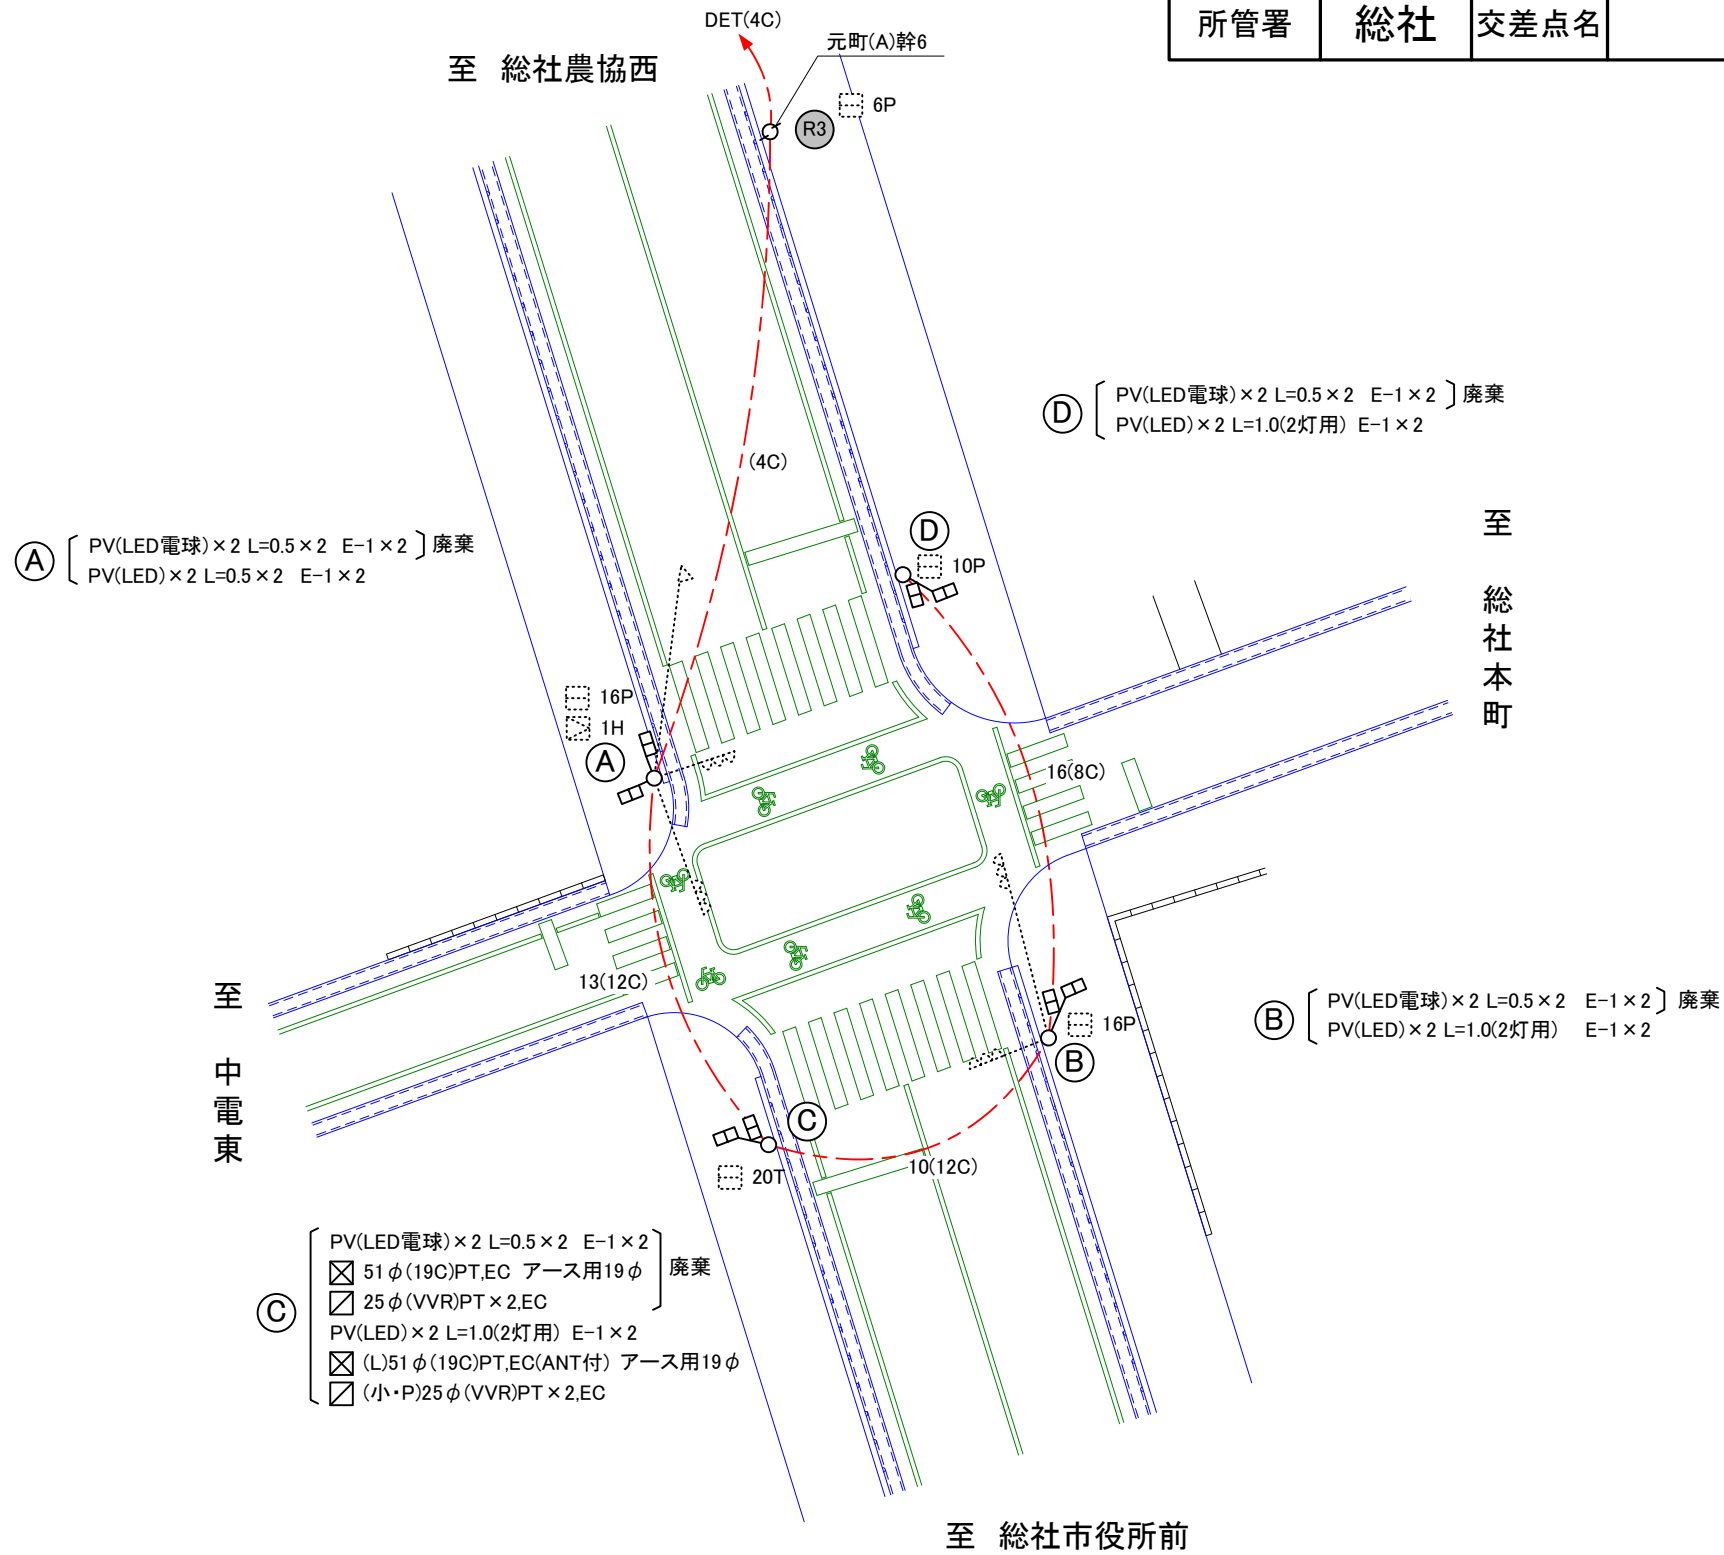 所管署 総社 交差点名
DET(4C)
元町(A)幹6
至 総社農協西
R3
6P
D
PV(LED電球)×2 L=0.5×2 E-1×2 廃棄
PV(LED)×2 L=1.0(2灯用) E-1×2
(4C)
A
PV(LED電球)×2 L=0.5×2 E-1×2 廃棄
PV(LED)×2 L=0.5×2 E-1×2
D
10P
至 総社本町
16P
1H
A
16(8C)
13(12C)
至 中電東
16P
B
B
PV(LED電球)×2 L=0.5×2 E-1×2 廃棄
PV(LED)×2 L=1.0(2灯用) E-1×2
C
20T
10(12C)
C
PV(LED電球)×2 L=0.5×2 E-1×2
51φ(19C)PT,EC アース用19φ 廃棄
25φ(VVR)PT×2,EC
PV(LED)×2 L=1.0(2灯用) E-1×2
(L)51φ(19C)PT,EC(ANT付) アース用19φ
(小・P)25φ(VVR)PT×2,EC
至 総社市役所前